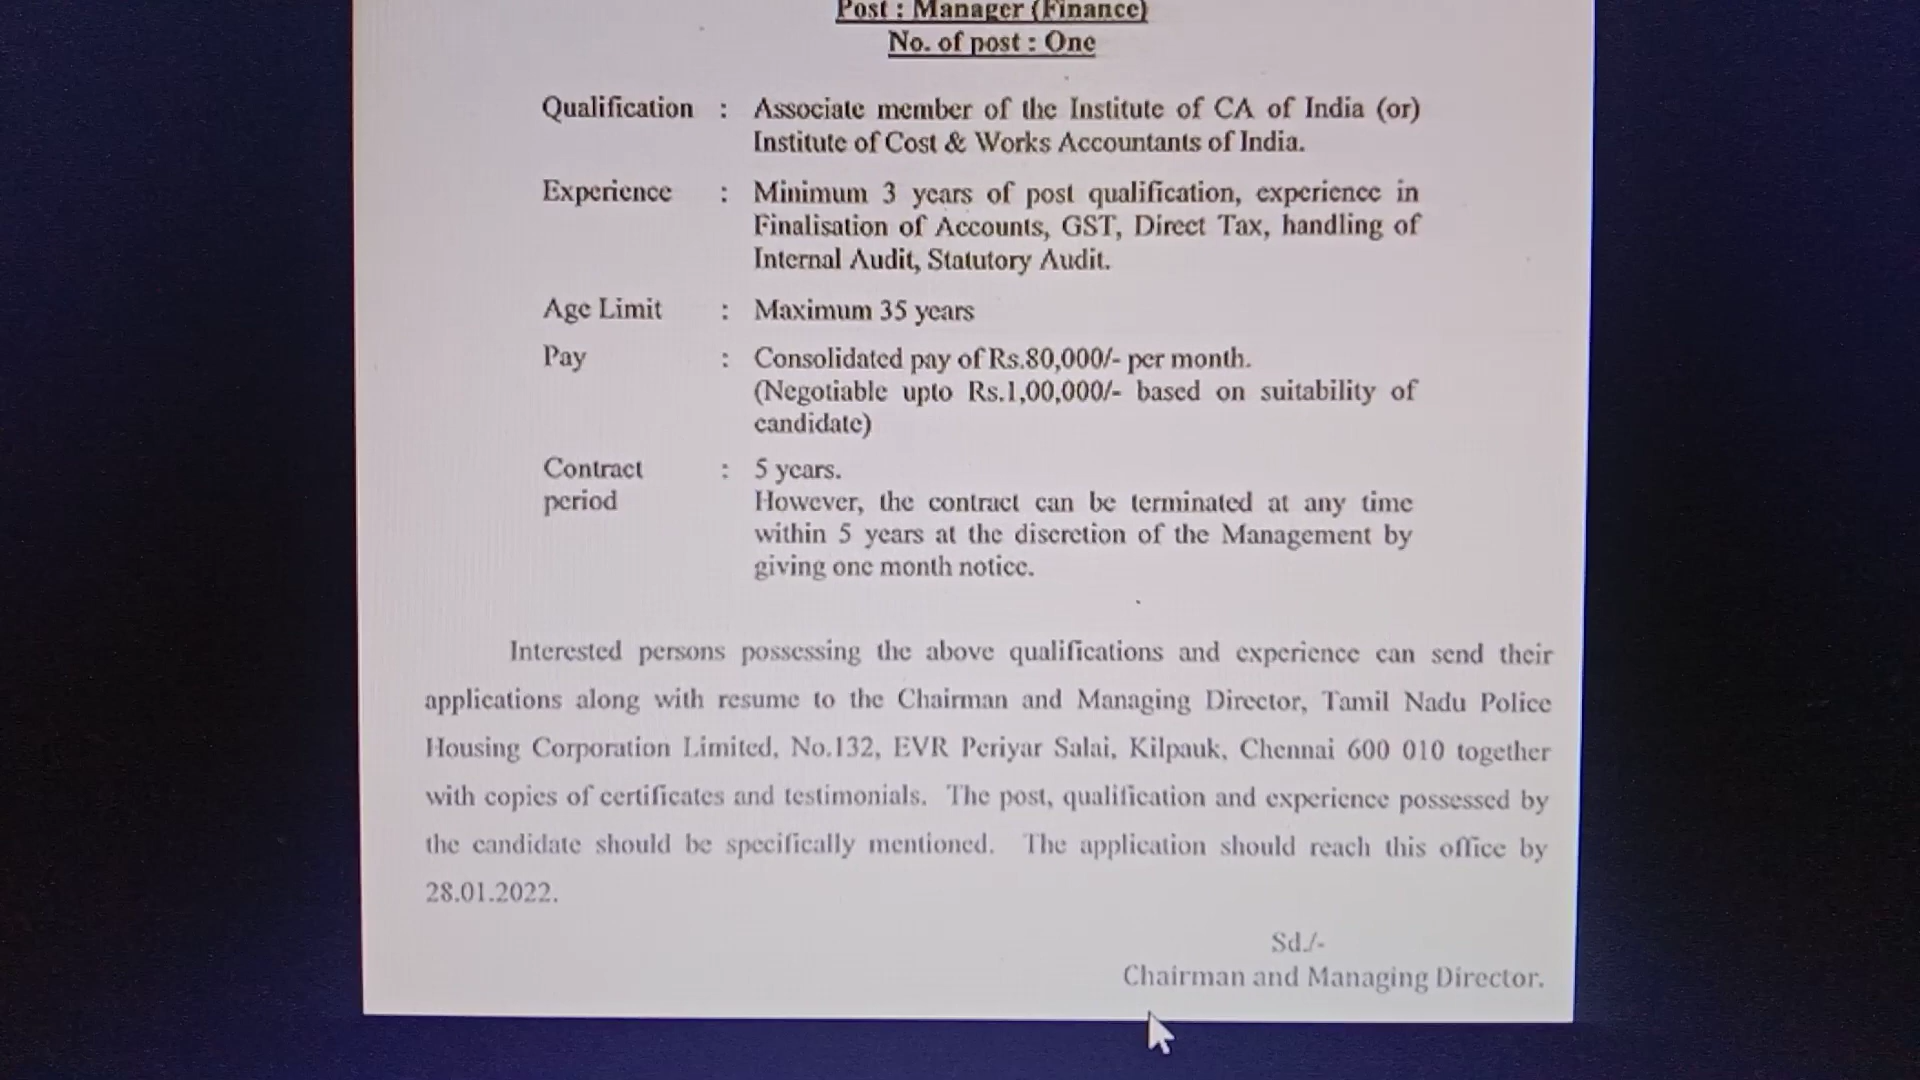 Post : Manager (Finance)
No. of post : One
Qualification : Associate member of the Institute of CA of India (or)
Institute of Cost & Works Accountants of India.
Experience : Minimum 3 years of post qualification, experience in
Finalisation of Accounts, GST, Direct Tax, handling of
Internal Audit, Statutory Audit.
Age Limit : Maximum 35 years
Pay : Consolidated pay of Rs.80,000/- per month.
(Negotiable upto Rs.1,00,000/- based on suitability of
candidate)
Contract : 5 years.
period However, the contract can be terminated at any time
within 5 years at the discretion of the Management by
giving one month notice.
Interested persons possessing the above qualifications and experience can send their
applications along with resume to the Chairman and Managing Director, Tamil Nadu Police
Housing Corporation Limited, No.132, EVR Periyar Salai, Kilpauk, Chennai 600 010 together
with copies of certificates and testimonials. The post, qualification and experience possessed by
the candidate should be specifically mentioned. The application should reach this office by
28.01.2022.
Sd./-
Chairman and Managing Director.